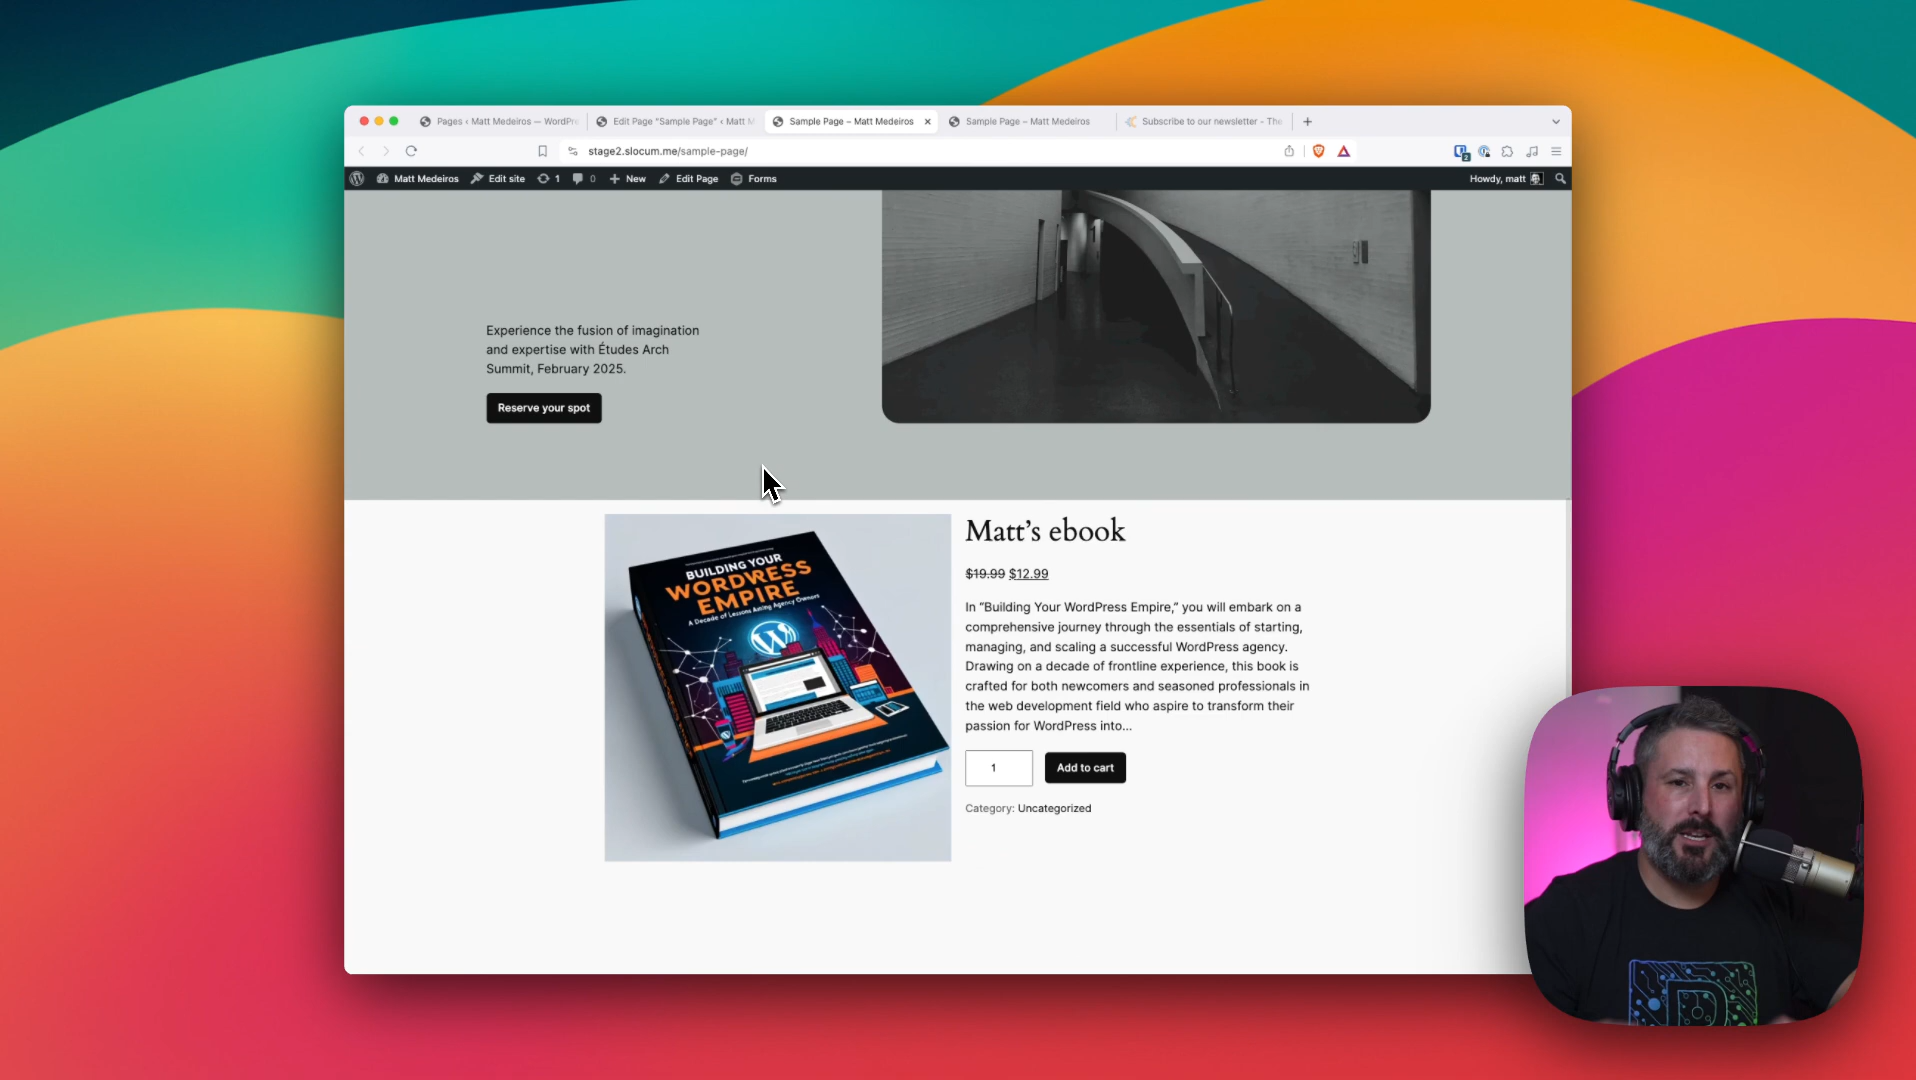 Pages ‹ Matt Medeiros — WordPre
Edit Page "Sample Page" ‹ Matt M
Sample Page – Matt Medeiros
Sample Page – Matt Medeiros
Subscribe to our newsletter - The
stage2.slocum.me/sample-page/
2
Matt Medeiros
Edit site
1
0
New
Edit Page
Forms
Howdy, matt
Experience the fusion of imagination
and expertise with Études Arch
Summit, February 2025.
Reserve your spot
BUILDING YOUR
WORDWESS
EMPIRE
A Decade of Lessons Aming Agency Owners
Matt's ebook
$19.99 $12.99
In “Building Your WordPress Empire,” you will embark on a
comprehensive journey through the essentials of starting,
managing, and scaling a successful WordPress agency.
Drawing on a decade of frontline experience, this book is
crafted for both newcomers and seasoned professionals in
the web development field who aspire to transform their
passion for WordPress into…
1
Add to cart
Category: Uncategorized